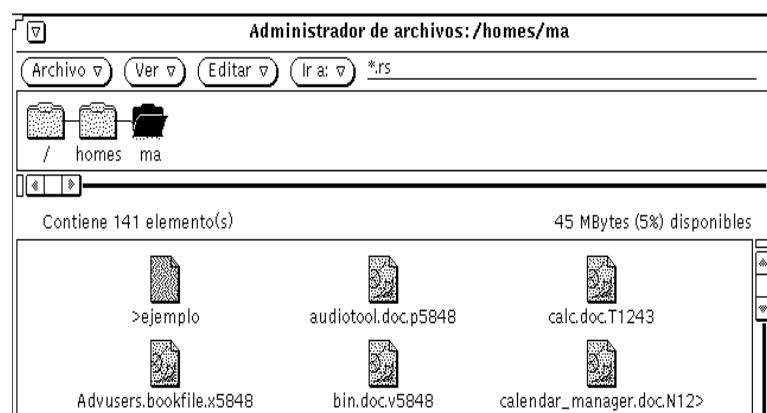 Administrador de archivos: /homes/ma
Archivo Ver Editar Ir a: *.rs
/ homes ma
Contiene 141 elemento(s) 45 MBytes (5%) disponibles
>ejemplo audiotool.doc.p5848 calc.doc.T1243
Advusers.bookfile.x5848 bin.doc.v5848 calendar_manager.doc.N12>